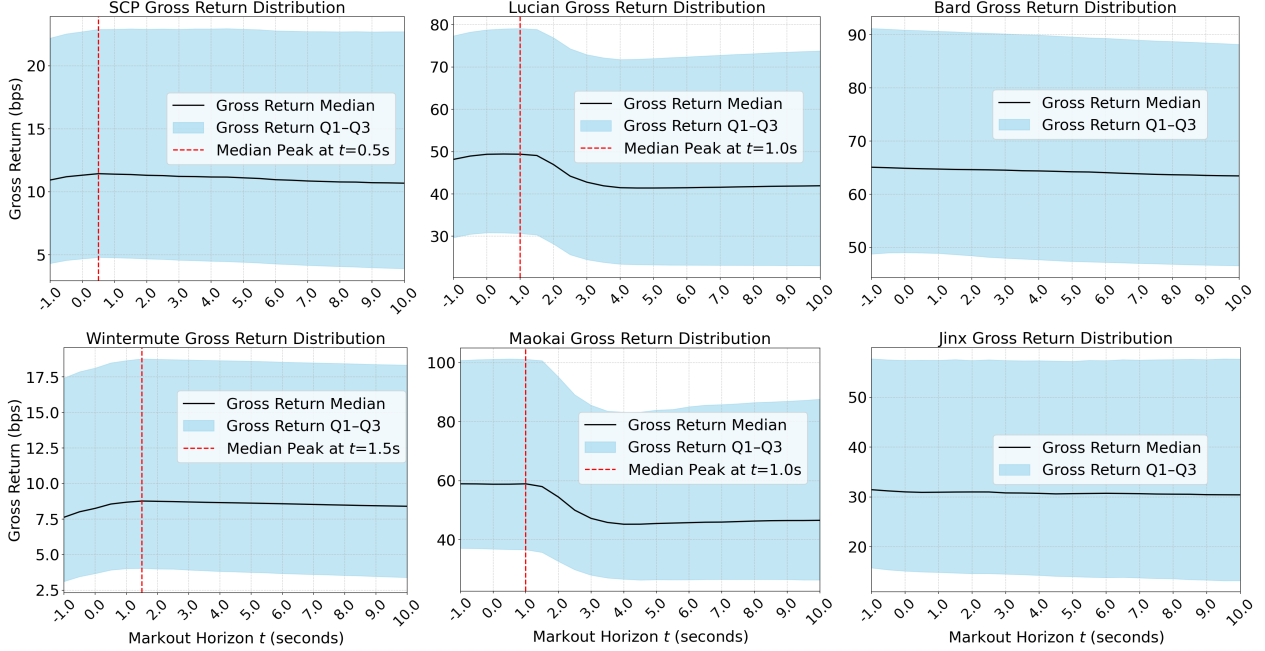 SCP Gross Return Distribution
Gross Return (bps)
20
15
10
5
Gross Return Median
Gross Return Q1–Q3
Median Peak at t=0.5s
-1.0 0.0 1.0 2.0 3.0 4.0 5.0 6.0 7.0 8.0 9.0 10.0
Lucian Gross Return Distribution
80
70
60
50
40
30
Gross Return Median
Gross Return Q1–Q3
Median Peak at t=1.0s
-1.0 0.0 1.0 2.0 3.0 4.0 5.0 6.0 7.0 8.0 9.0 10.0
Bard Gross Return Distribution
90
80
70
60
50
Gross Return Median
Gross Return Q1–Q3
-1.0 0.0 1.0 2.0 3.0 4.0 5.0 6.0 7.0 8.0 9.0 10.0
Wintermute Gross Return Distribution
Gross Return (bps)
17.5
15.0
12.5
10.0
7.5
5.0
2.5
Gross Return Median
Gross Return Q1–Q3
Median Peak at t=1.5s
-1.0 0.0 1.0 2.0 3.0 4.0 5.0 6.0 7.0 8.0 9.0 10.0
Markout Horizon t (seconds)
Maokai Gross Return Distribution
100
80
60
40
Gross Return Median
Gross Return Q1–Q3
Median Peak at t=1.0s
-1.0 0.0 1.0 2.0 3.0 4.0 5.0 6.0 7.0 8.0 9.0 10.0
Markout Horizon t (seconds)
Jinx Gross Return Distribution
50
40
30
20
Gross Return Median
Gross Return Q1–Q3
-1.0 0.0 1.0 2.0 3.0 4.0 5.0 6.0 7.0 8.0 9.0 10.0
Markout Horizon t (seconds)